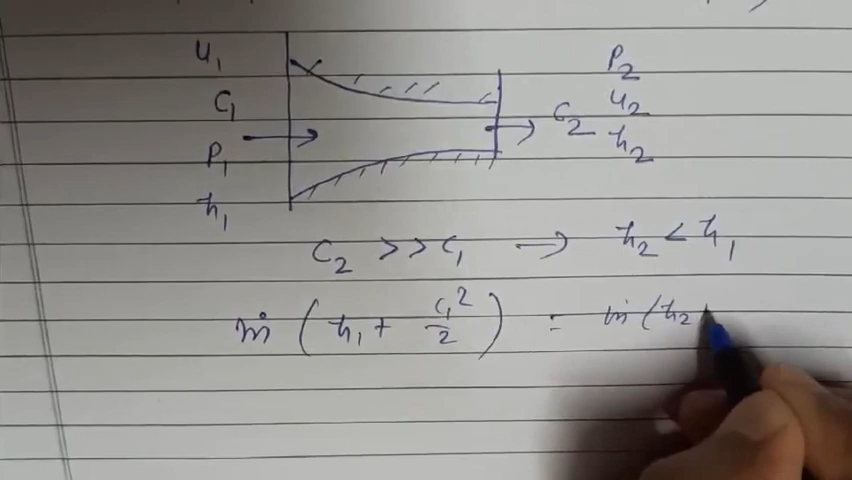 u₁
C₁
P₁
h₁
C₂
P₂
u₂
h₂
C₂ >> C₁ → h₂ < h₁
ṁ (h₁ + C₁²/2) = ṁ (h₂